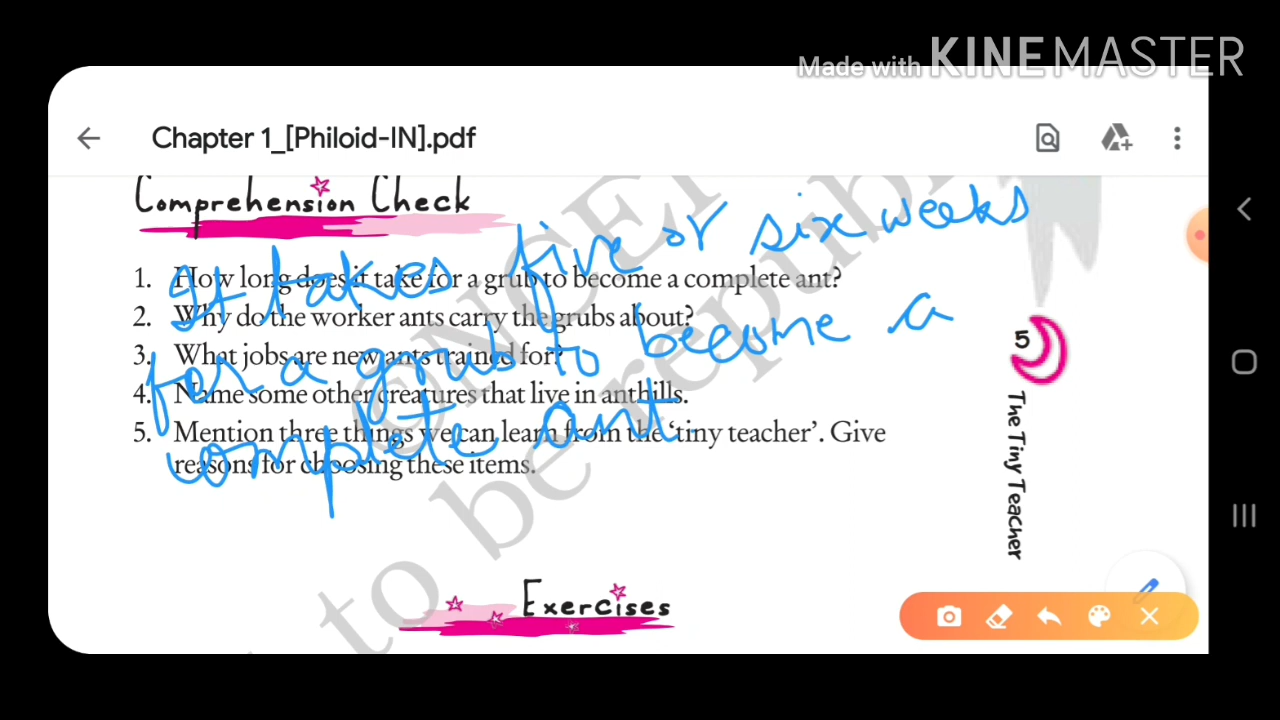 Made with KINEMASTER
Chapter 1_[Philoid-IN].pdf
Comprehension Check
1. How long does it take for a grub to become a complete ant?
2. Why do the worker ants carry the grubs about?
3. What jobs are new ants trained for?
4. Name some other creatures that live in anthills.
5. Mention three things we can learn from the ‘tiny teacher’. Give
reasons for choosing these items.
It takes five or six weeks
for a grub to become a
complete ant.
5
The Tiny Teacher
Exercises
©NCERT
to be republi